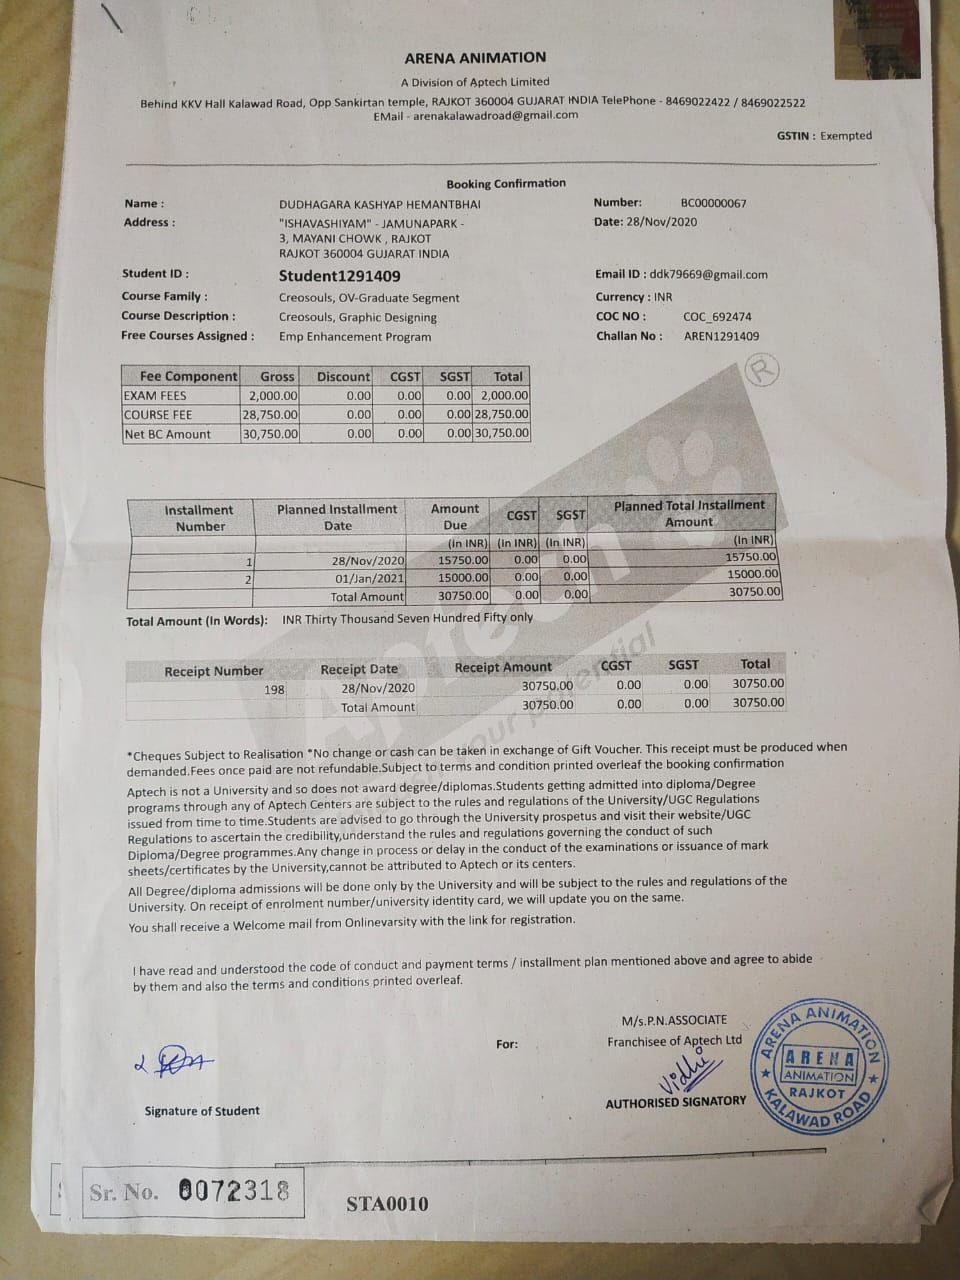 ARENA ANIMATION
A Division of Aptech Limited
Behind KKV Hall Kalawad Road, Opp Sankirtan temple, RAJKOT 360004 GUJARAT INDIA TelePhone - 8469022422 / 8469022522
EMail - arenakalawadroad@gmail.com
GSTIN : Exempted
Booking Confirmation
Name : DUDHAGARA KASHYAP HEMANTBHAI Number: BC00000067
Address : "ISHAVASHIYAM" - JAMUNAPARK - Date: 28/Nov/2020
3, MAYANI CHOWK , RAJKOT
RAJKOT 360004 GUJARAT INDIA
Student ID : Student1291409 Email ID : ddk79669@gmail.com
Course Family : Creosouls, OV-Graduate Segment Currency : INR
Course Description : Creosouls, Graphic Designing COC NO : COC_692474
Free Courses Assigned : Emp Enhancement Program Challan No : AREN1291409
Fee Component Gross Discount CGST SGST Total
EXAM FEES 2,000.00 0.00 0.00 0.00 2,000.00
COURSE FEE 28,750.00 0.00 0.00 0.00 28,750.00
Net BC Amount 30,750.00 0.00 0.00 0.00 30,750.00
R
Installment Planned Installment Amount CGST SGST Planned Total Installment
Number Date Due Amount
(In INR) (In INR) (In INR) (In INR)
1 28/Nov/2020 15750.00 0.00 0.00 15750.00
2 01/Jan/2021 15000.00 0.00 0.00 15000.00
Total Amount 30750.00 0.00 0.00 30750.00
Total Amount (In Words): INR Thirty Thousand Seven Hundred Fifty only
Aptech
Receipt Number Receipt Date Receipt Amount CGST SGST Total
198 28/Nov/2020 30750.00 0.00 0.00 30750.00
Total Amount 30750.00 0.00 0.00 30750.00
your potential
*Cheques Subject to Realisation *No change or cash can be taken in exchange of Gift Voucher. This receipt must be produced when
demanded.Fees once paid are not refundable.Subject to terms and condition printed overleaf the booking confirmation
Aptech is not a University and so does not award degree/diplomas.Students getting admitted into diploma/Degree
programs through any of Aptech Centers are subject to the rules and regulations of the University/UGC Regulations
issued from time to time.Students are advised to go through the University prospetus and visit their website/UGC
Regulations to ascertain the credibility,understand the rules and regulations governing the conduct of such
Diploma/Degree programmes.Any change in process or delay in the conduct of the examinations or issuance of mark
sheets/certificates by the University,cannot be attributed to Aptech or its centers.
All Degree/diploma admissions will be done only by the University and will be subject to the rules and regulations of the
University. On receipt of enrolment number/university identity card, we will update you on the same.
You shall receive a Welcome mail from Onlinevarsity with the link for registration.
I have read and understood the code of conduct and payment terms / installment plan mentioned above and agree to abide
by them and also the terms and conditions printed overleaf.
M/s.P.N.ASSOCIATE
For: Franchisee of Aptech Ltd
Vidhi
Signature of Student AUTHORISED SIGNATORY
ARENA ANIMATION
ARENA
ANIMATION
RAJKOT
KALAWAD ROAD
Sr. No. 0072318
STA0010